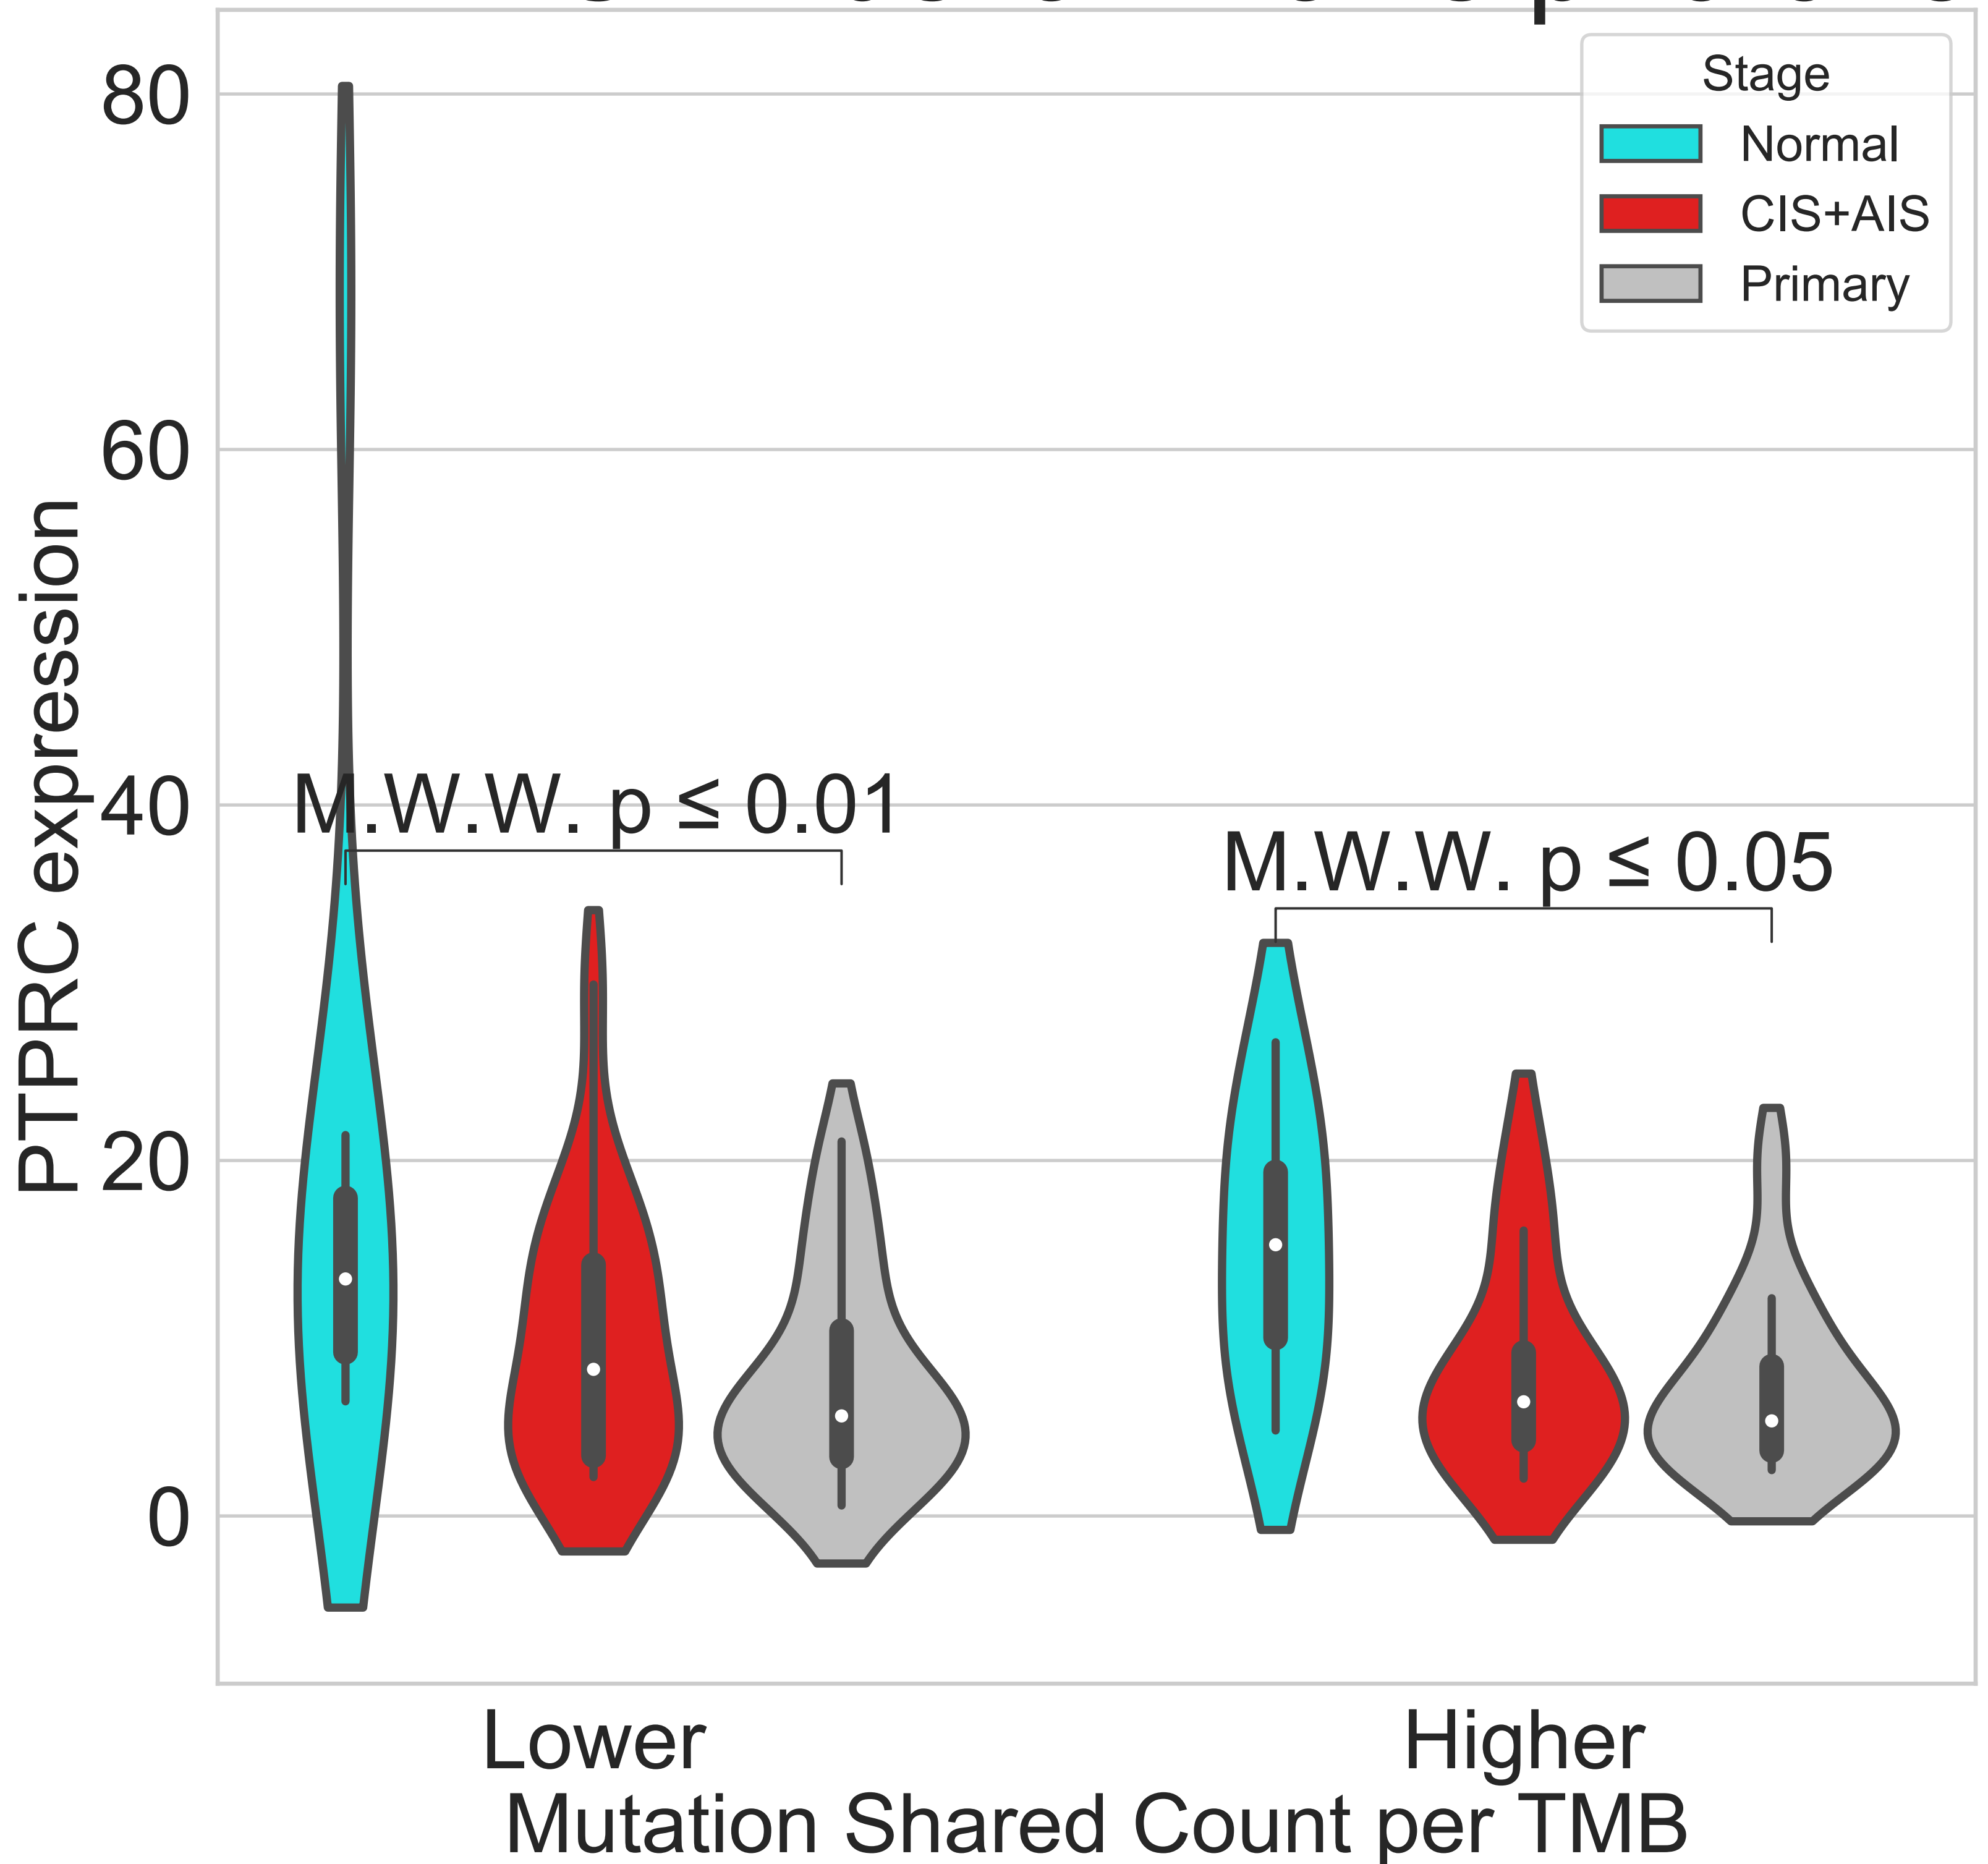 Stage
Normal
CIS+AIS
Primary
80
60
40
20
0
PTPRC expression
M.W.W. p ≤ 0.01
M.W.W. p ≤ 0.05
Lower
Higher
Mutation Shared Count per TMB